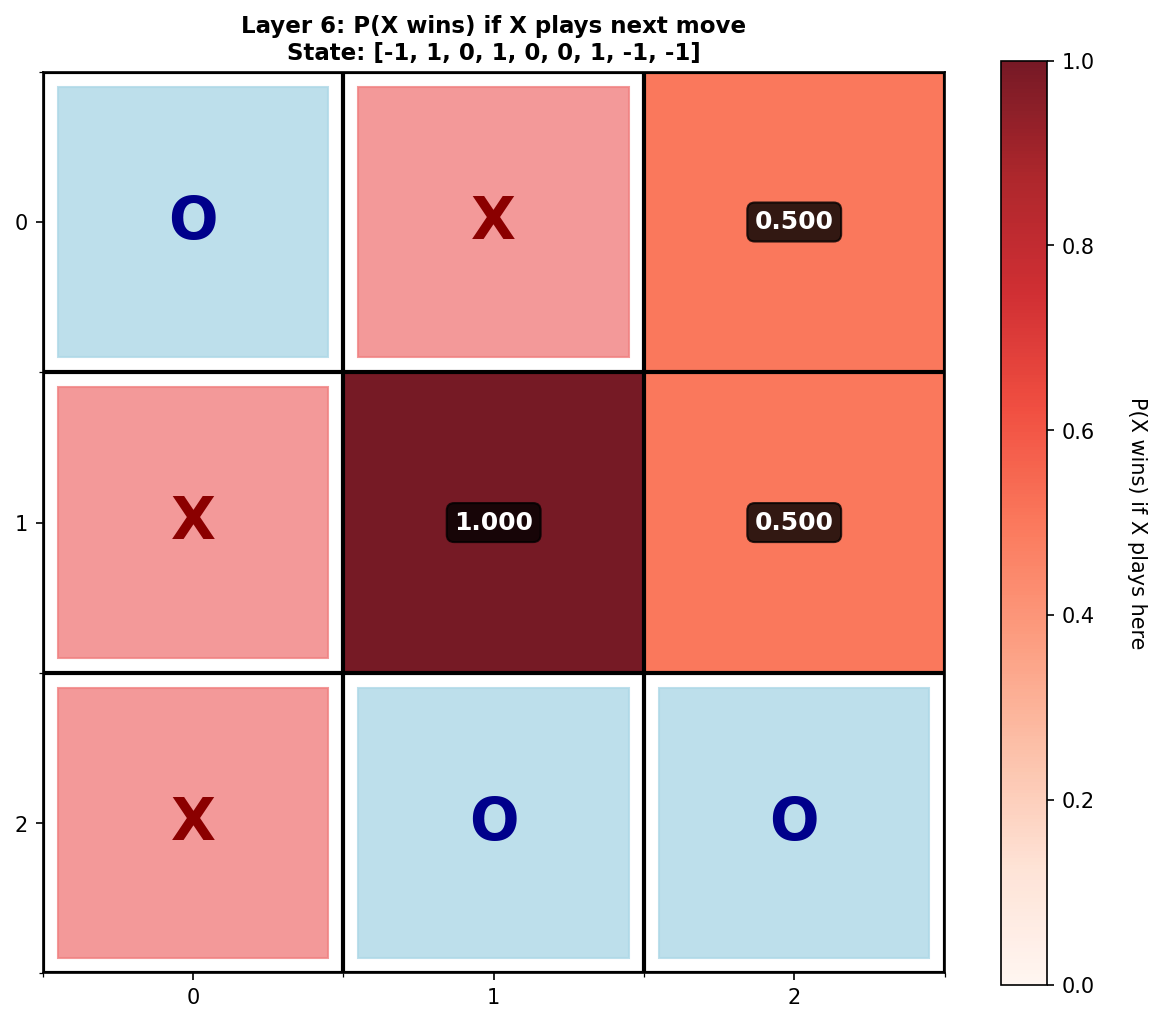 Layer 6: P(X wins) if X plays next move
State: [-1, 1, 0, 1, 0, 0, 1, -1, -1]
O
X
0.500
X
1.000
0.500
X
O
O
0
1
2
0
1
2
1.0
0.8
0.6
0.4
0.2
0.0
P(X wins) if X plays here